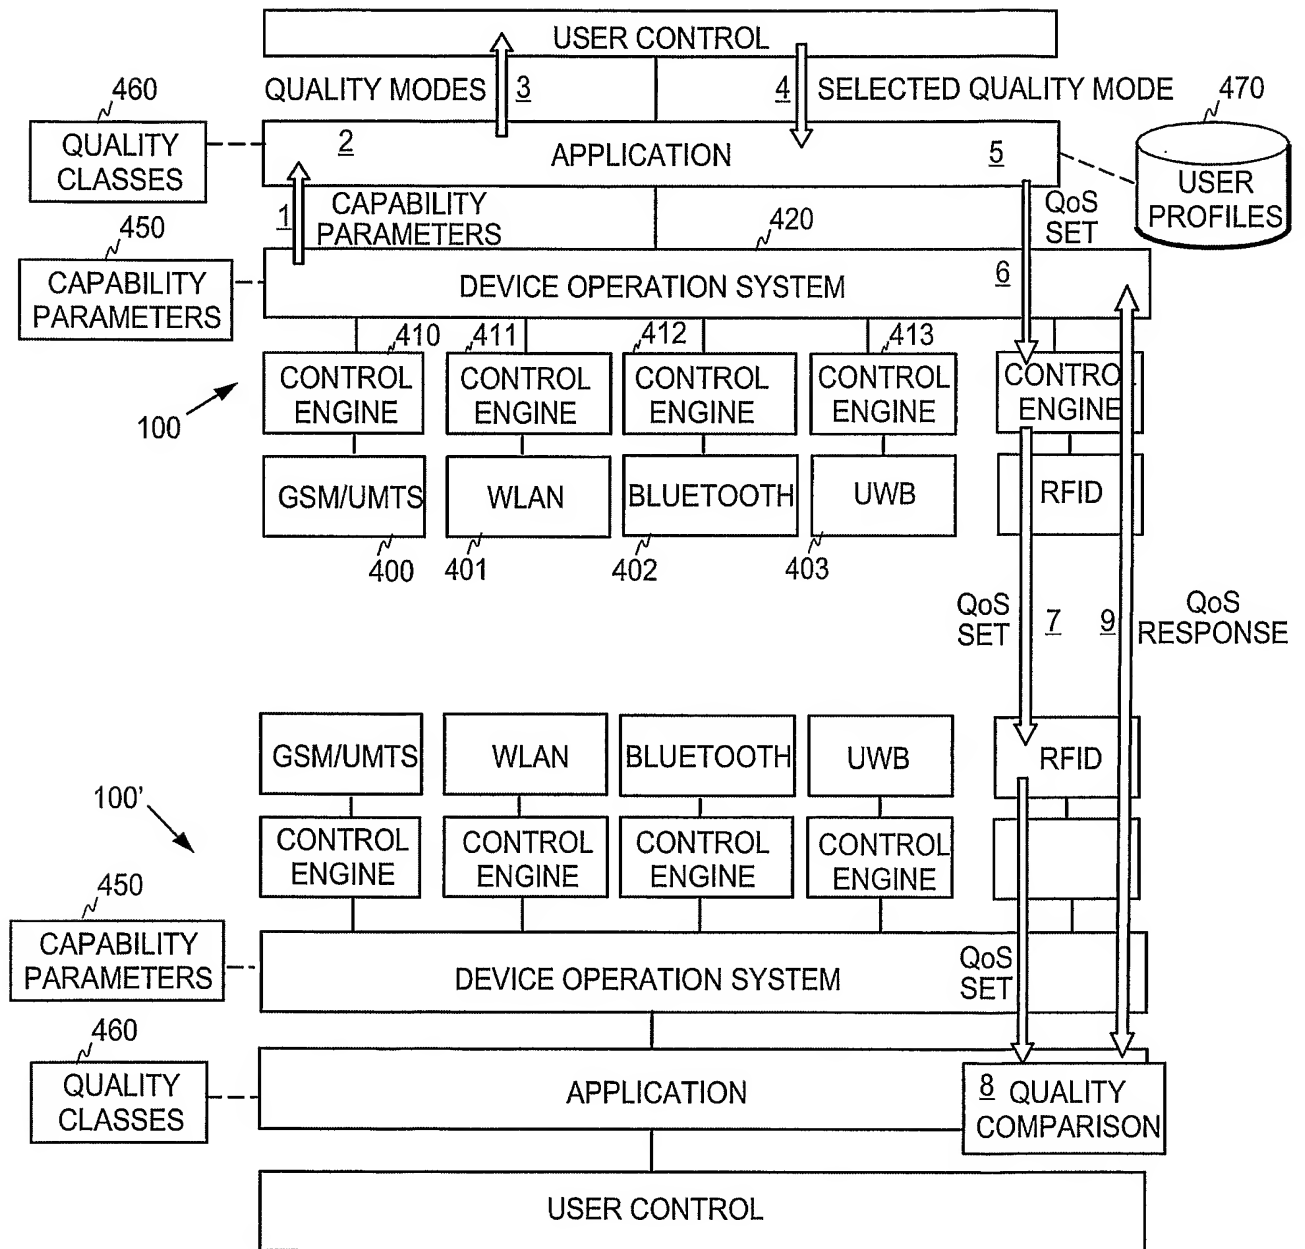 USER CONTROL
460
QUALITY MODES
3
4
SELECTED QUALITY MODE
470
QUALITY
CLASSES
2
APPLICATION
5
USER
PROFILES
450
1
CAPABILITY
PARAMETERS
420
QoS
SET
CAPABILITY
PARAMETERS
DEVICE OPERATION SYSTEM
6
410
411
412
413
100
CONTROL
ENGINE
CONTROL
ENGINE
CONTROL
ENGINE
CONTROL
ENGINE
CONTROL
ENGINE
GSM/UMTS
WLAN
BLUETOOTH
UWB
RFID
400
401
402
403
QoS
SET
7
9
QoS
RESPONSE
GSM/UMTS
WLAN
BLUETOOTH
UWB
RFID
100'
CONTROL
ENGINE
CONTROL
ENGINE
CONTROL
ENGINE
CONTROL
ENGINE
450
CAPABILITY
PARAMETERS
DEVICE OPERATION SYSTEM
QoS
SET
460
QUALITY
CLASSES
APPLICATION
8 QUALITY
COMPARISON
USER CONTROL